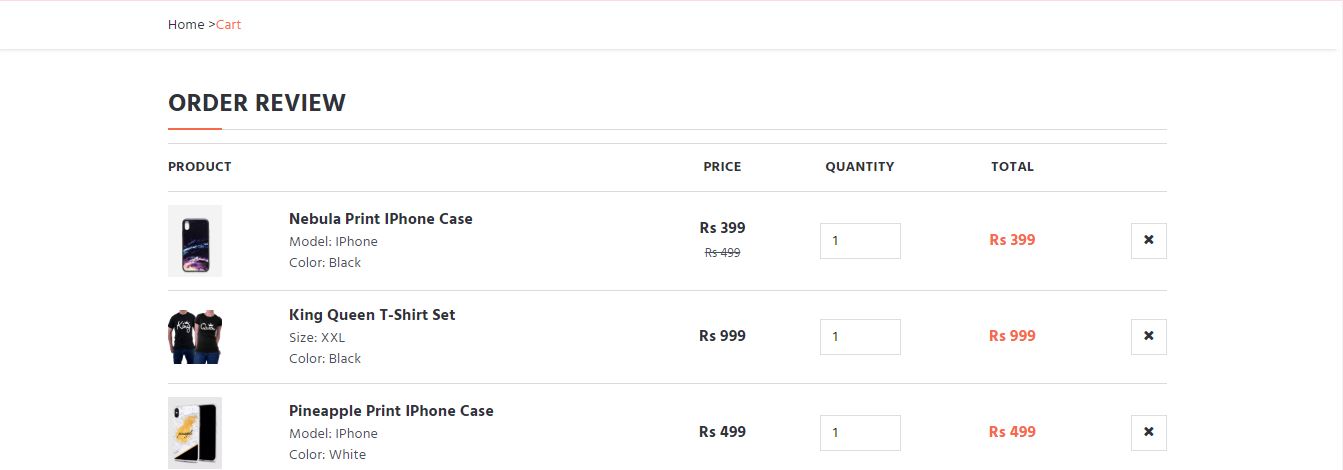 Home >Cart
ORDER REVIEW
PRODUCT PRICE QUANTITY TOTAL
Nebula Print IPhone Case
Model: IPhone
Color: Black
Rs 399
Rs 499
1
Rs 399
✖
King
Queen
King Queen T-Shirt Set
Size: XXL
Color: Black
Rs 999
1
Rs 999
✖
Pineapple Print IPhone Case
Model: IPhone
Color: White
Rs 499
1
Rs 499
✖